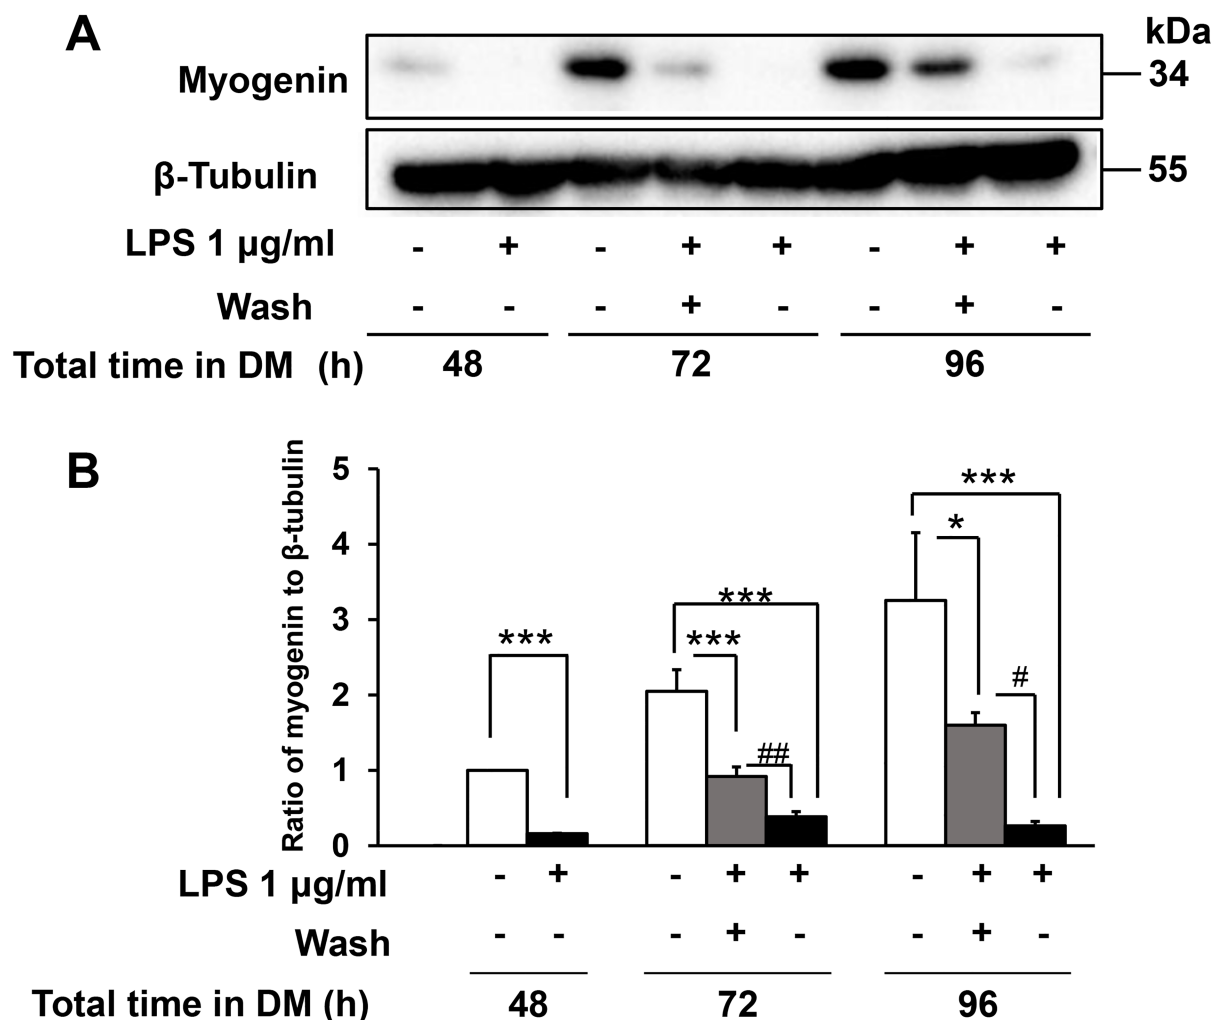 A
kDa
Myogenin
34
β-Tubulin
55
LPS 1 µg/ml - + - + + - + +
Wash - - - + - - + -
Total time in DM (h) 48 72 96
B
Ratio of myogenin to β-tubulin
5
4
3
2
1
0
***
***
***
##
***
*
#
LPS 1 µg/ml - + - + + - + +
Wash - - - + - - + -
Total time in DM (h) 48 72 96